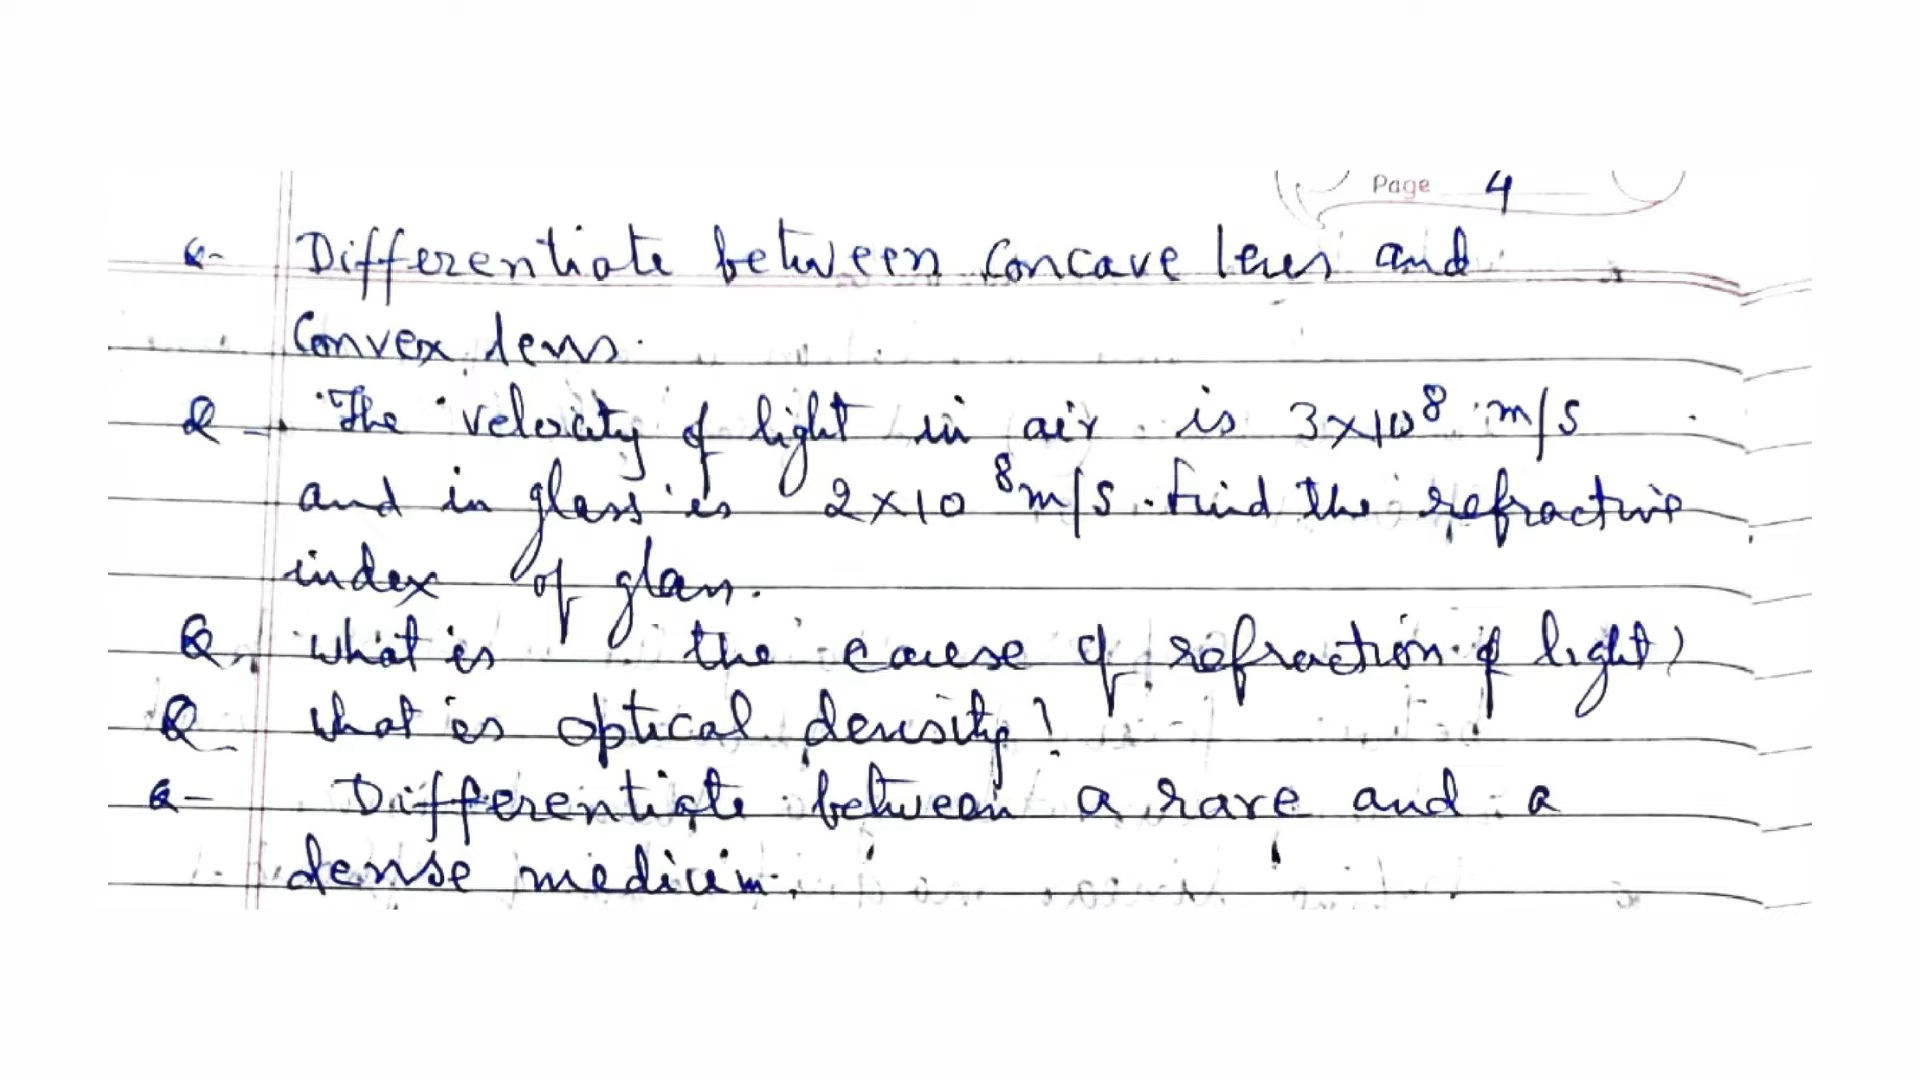 Page 4
Q- Differentiate between Concave lens and
Convex lens.
Q - The velocity of light in air is 3×10⁸ m/s
and in glass is 2×10⁸ m/s. Find the refractive
index of glass.
Q. What is the cause of refraction of light?
Q What is optical density?
Q- Differentiate between a rare and a
dense medium.